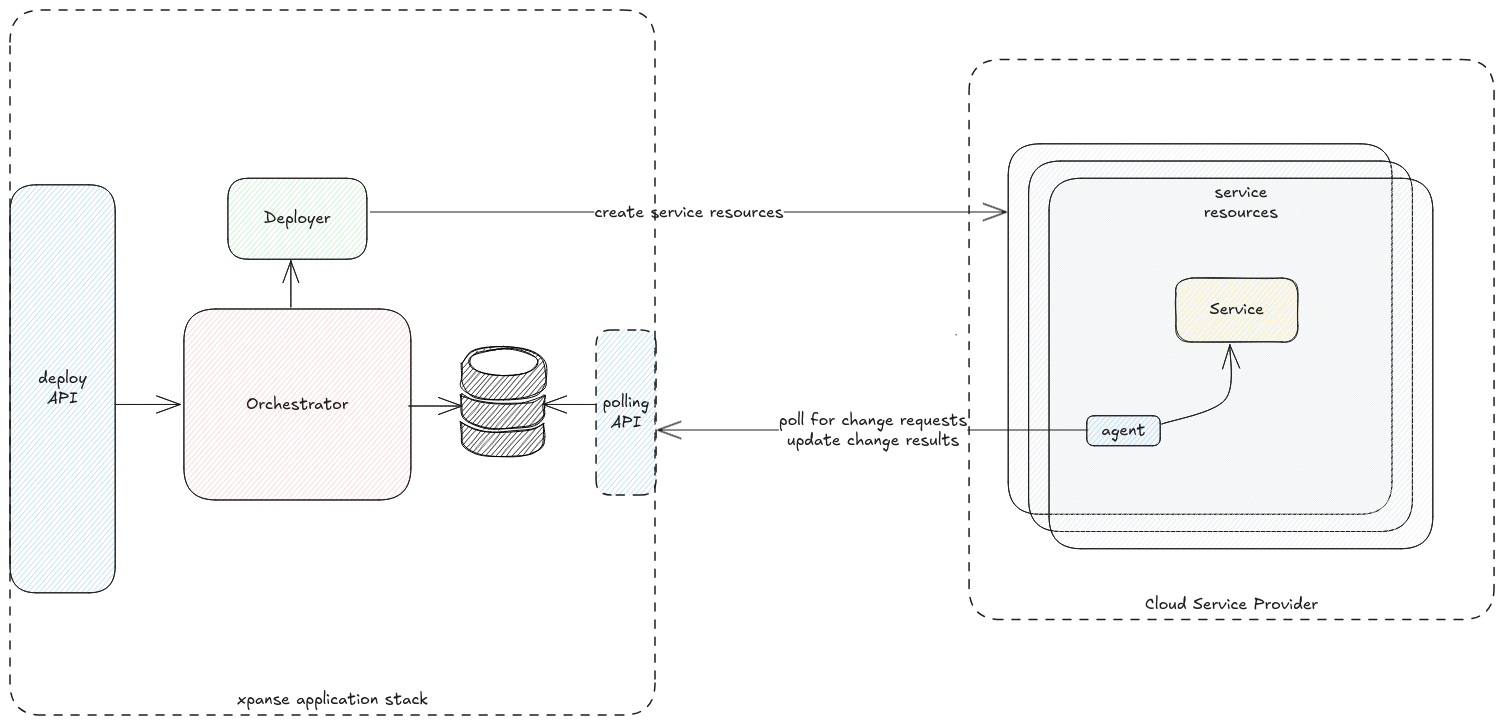 service
resources
Deployer
create service resources
Service
deploy
API
Orchestrator
polling
API
poll for change requests
update change results
agent
Cloud Service Provider
xpanse application stack